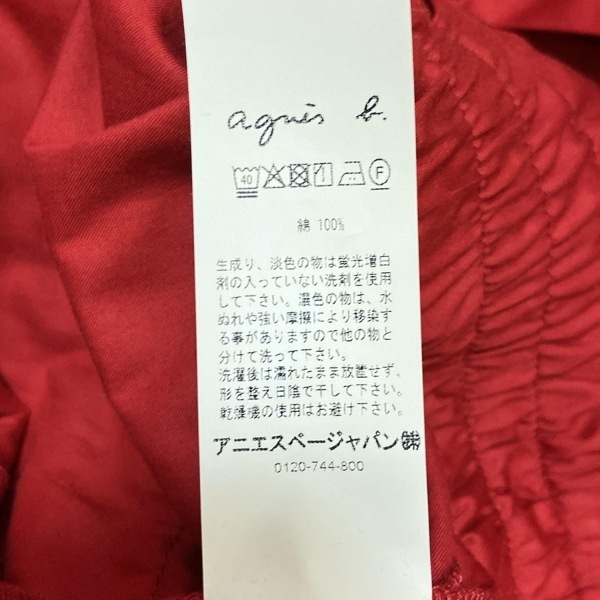 agnès b.
40 F
綿 100%
生成り、淡色の物は蛍光増白
剤の入っていない洗剤を使用
して下さい。濃色の物は、水
ぬれや強い摩擦により移染す
る事がありますので他の物と
分けて洗って下さい。
洗濯後は濡れたまま放置せず、
形を整え日陰で干して下さい。
乾燥機の使用はお避け下さい。
アニエスベージャパン㈱
0120-744-800